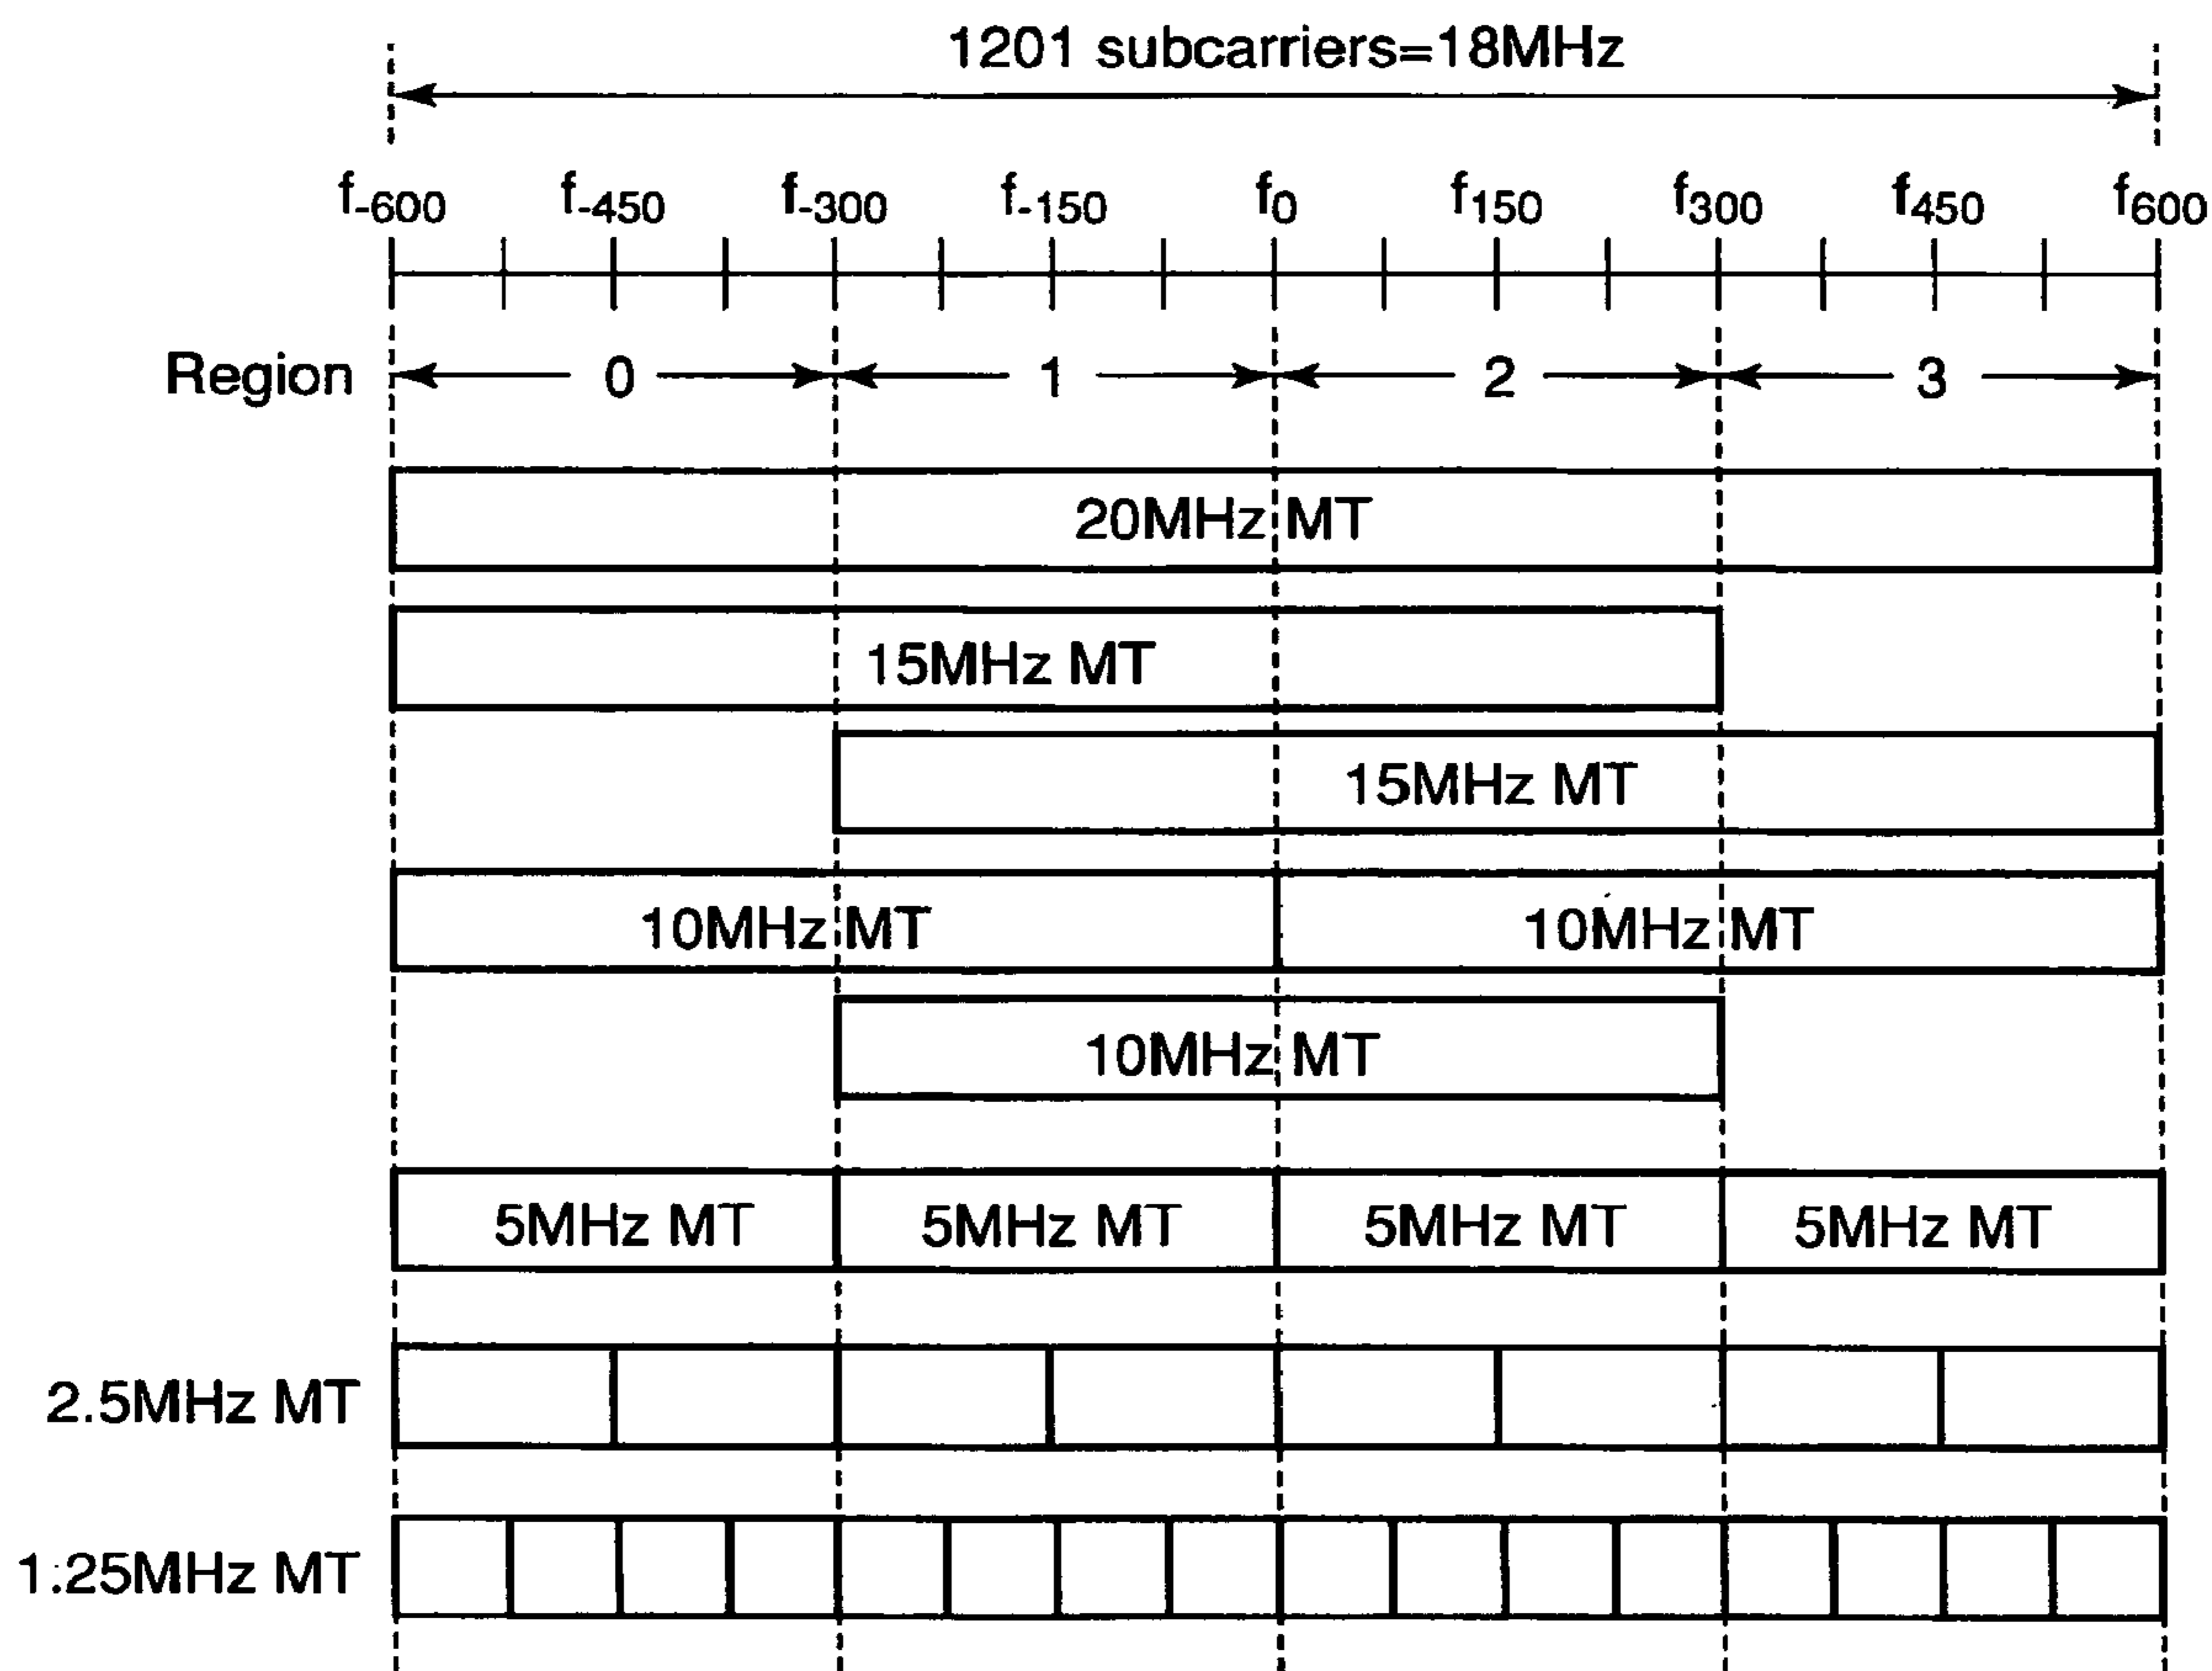 1201 subcarriers=18MHz
f-600 f-450 f-300 f-150 f0 f150 f300 f450 f600
Region 0 1 2 3
20MHz MT
15MHz MT
15MHz MT
10MHz MT 10MHz MT
10MHz MT
5MHz MT 5MHz MT 5MHz MT 5MHz MT
2.5MHz MT
1.25MHz MT